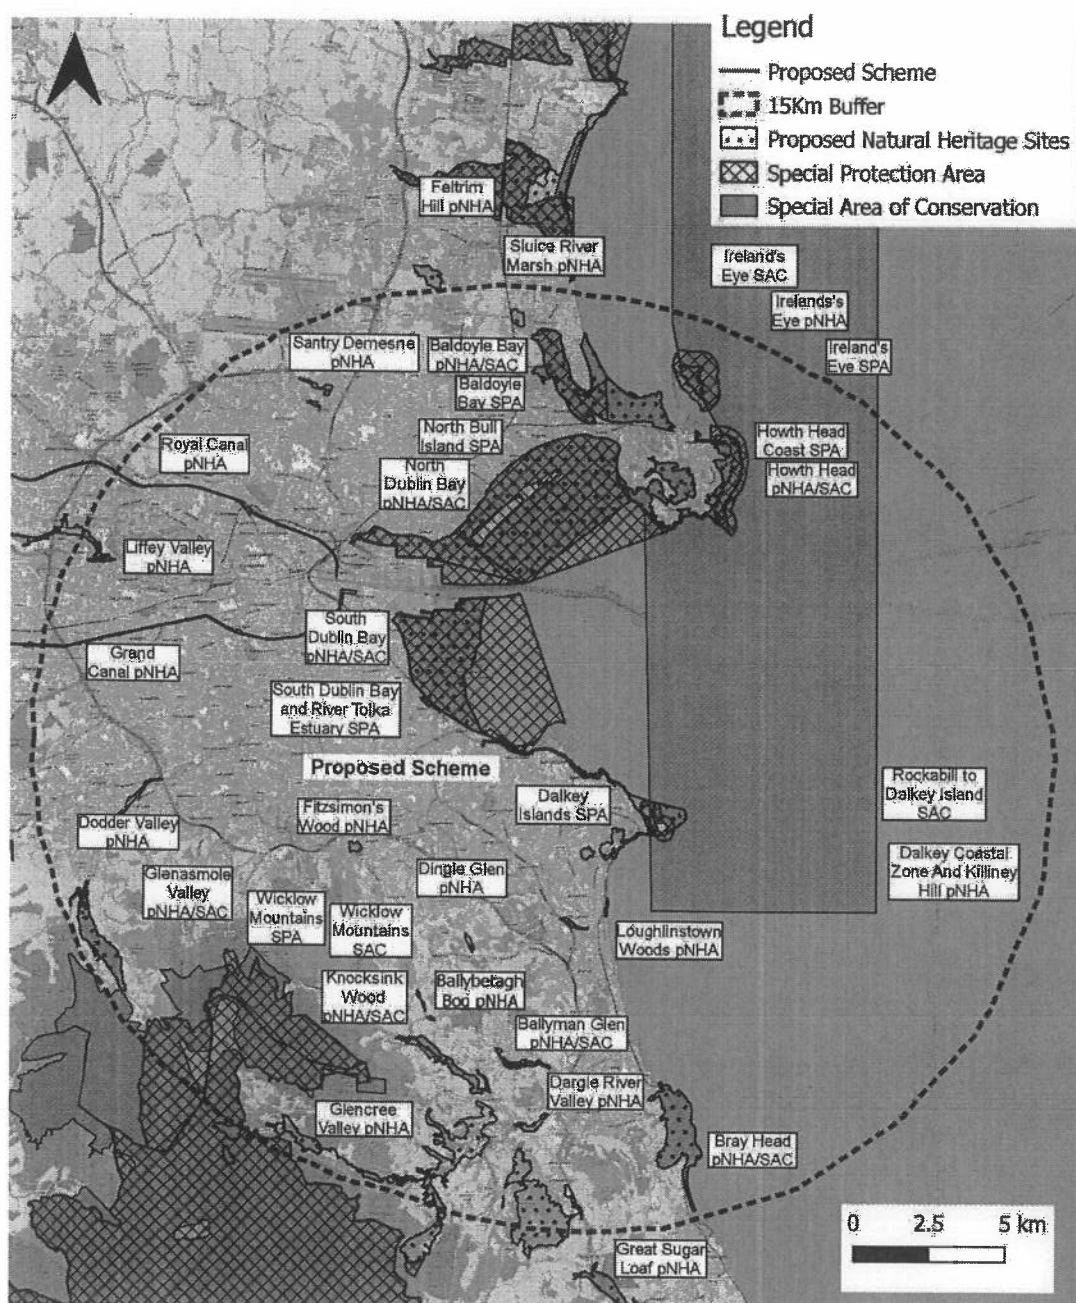 Legend
Proposed Scheme
15Km Buffer
Proposed Natural Heritage Sites
Special Protection Area
Special Area of Conservation
Feltrim
Hill pNHA
Sluice River
Marsh pNHA
Ireland's
Eye SAC
Irelands's
Eye pNHA
Ireland's
Eye SPA
Santry Demesne
pNHA
Baldoyle Bay
pNHA/SAC
Baldoyle
Bay SPA
North Bull
Island SPA
Royal Canal
pNHA
North
Dublin Bay
pNHA/SAC
Howth Head
Coast SPA
Howth Head
pNHA/SAC
Liffey Valley
pNHA
South
Dublin Bay
pNHA/SAC
Grand
Canal pNHA
South Dublin Bay
and River Tolka
Estuary SPA
Proposed Scheme
Dodder Valley
pNHA
Fitzsimon's
Wood pNHA
Dalkey
Islands SPA
Rockabill to
Dalkey Island
SAC
Glenasmole
Valley
pNHA/SAC
Dingle Glen
pNHA
Dalkey Coastal
Zone And Killiney
Hill pNHA
Wicklow
Mountains
SPA
Wicklow
Mountains
SAC
Loughlinstown
Woods pNHA
Knocksink
Wood
pNHA/SAC
Ballybetagh
Bog pNHA
Ballyman Glen
pNHA/SAC
Dargle River
Valley pNHA
Glencree
Valley pNHA
Bray Head
pNHA/SAC
Great Sugar
Loaf pNHA
0 2.5 5 km